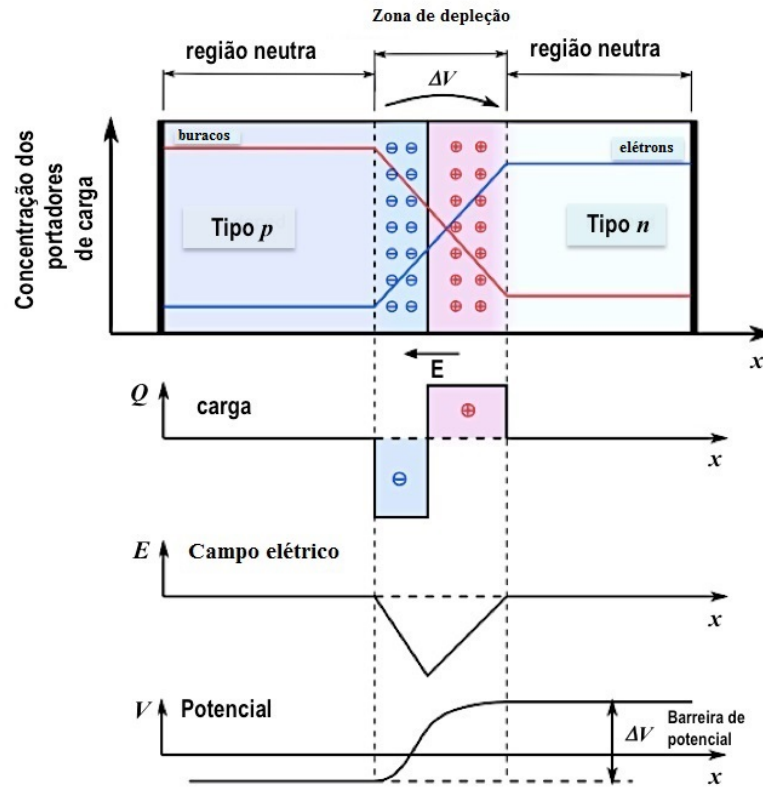 Zona de depleção
região neutra
região neutra
ΔV
Concentração dos
portadores
de carga
buracos
elétrons
Tipo p
Tipo n
⊖ ⊖ ⊕ ⊕
⊖ ⊖ ⊕ ⊕
⊖ ⊖ ⊕ ⊕
⊖ ⊖ ⊕ ⊕
⊖ ⊖ ⊕ ⊕
⊖ ⊖ ⊕ ⊕
⊖ ⊖ ⊕ ⊕
x
E
Q
carga
⊕
⊖
x
E
Campo elétrico
x
V
Potencial
ΔV
Barreira de
potencial
x